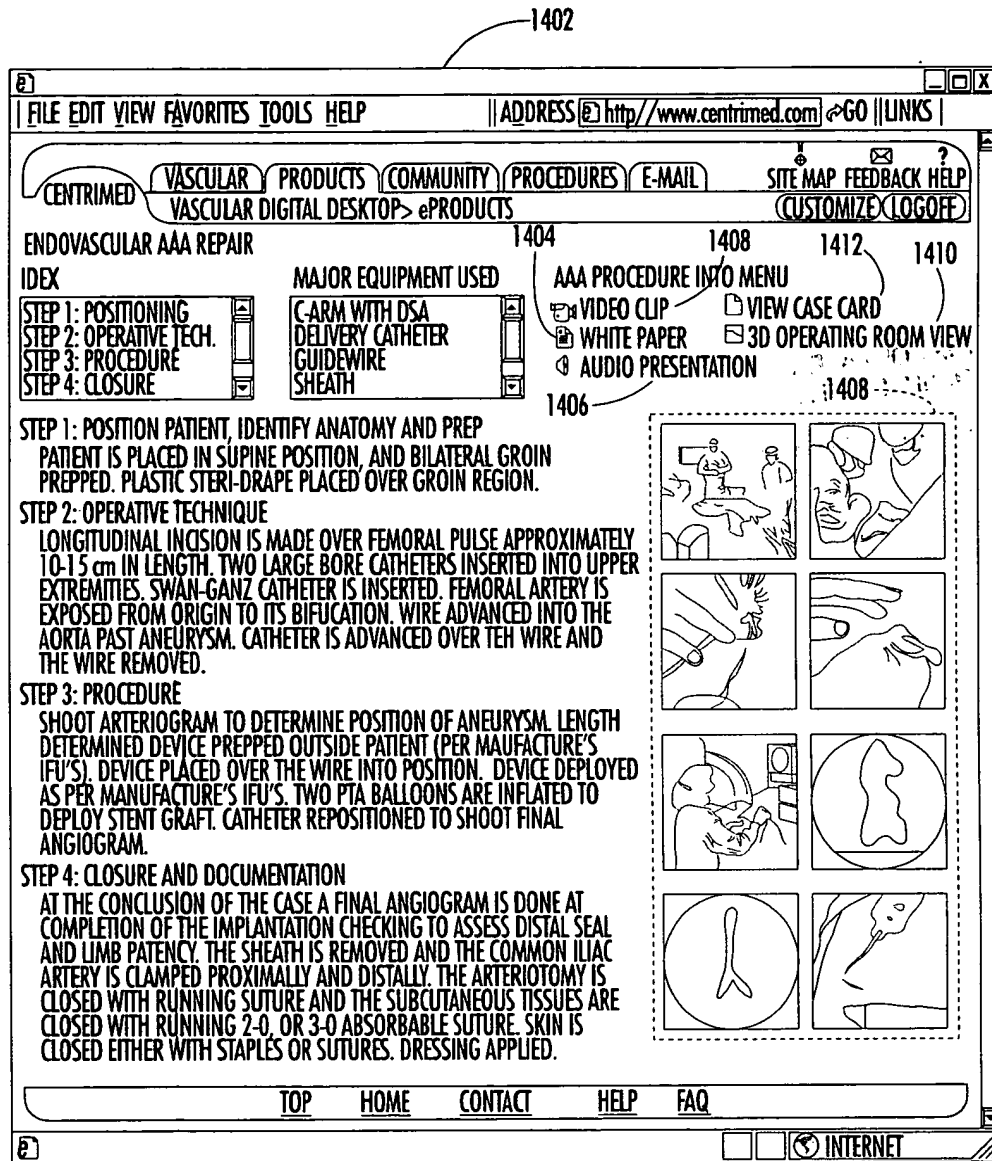 1402
FILE EDIT VIEW FAVORITES TOOLS HELP ADDRESS http//www.centrimed.com GO LINKS
CENTRIMED VASCULAR PRODUCTS COMMUNITY PROCEDURES E-MAIL SITE MAP FEEDBACK ? HELP
VASCULAR DIGITAL DESKTOP> ePRODUCTS CUSTOMIZE LOGOFF
ENDOVASCULAR AAA REPAIR 1404 1408 1412 1410
IDEX MAJOR EQUIPMENT USED AAA PROCEDURE INTO MENU
STEP 1: POSITIONING C-ARM WITH DSA VIDEO CLIP VIEW CASE CARD
STEP 2: OPERATIVE TECH. DELIVERY CATHETER WHITE PAPER 3D OPERATING ROOM VIEW
STEP 3: PROCEDURE GUIDEWIRE AUDIO PRESENTATION
STEP 4: CLOSURE SHEATH
1406 1408
STEP 1: POSITION PATIENT, IDENTIFY ANATOMY AND PREP
PATIENT IS PLACED IN SUPINE POSITION, AND BILATERAL GROIN
PREPPED. PLASTIC STERI-DRAPE PLACED OVER GROIN REGION.
STEP 2: OPERATIVE TECHNIQUE
LONGITUDINAL INCISION IS MADE OVER FEMORAL PULSE APPROXIMATELY
10-15 cm IN LENGTH. TWO LARGE BORE CATHETERS INSERTED INTO UPPER
EXTREMITIES. SWAN-GANZ CATHETER IS INSERTED. FEMORAL ARTERY IS
EXPOSED FROM ORIGIN TO ITS BIFUCATION. WIRE ADVANCED INTO THE
AORTA PAST ANEURYSM. CATHETER IS ADVANCED OVER TEH WIRE AND
THE WIRE REMOVED.
STEP 3: PROCEDURE
SHOOT ARTERIOGRAM TO DETERMINE POSITION OF ANEURYSM. LENGTH
DETERMINED DEVICE PREPPED OUTSIDE PATIENT (PER MAUFACTURE'S
IFU'S). DEVICE PLACED OVER THE WIRE INTO POSITION. DEVICE DEPLOYED
AS PER MANUFACTURE'S IFU'S. TWO PTA BALLOONS ARE INFLATED TO
DEPLOY STENT GRAFT. CATHETER REPOSITIONED TO SHOOT FINAL
ANGIOGRAM.
STEP 4: CLOSURE AND DOCUMENTATION
AT THE CONCLUSION OF THE CASE A FINAL ANGIOGRAM IS DONE AT
COMPLETION OF THE IMPLANTATION CHECKING TO ASSESS DISTAL SEAL
AND LIMB PATENCY. THE SHEATH IS REMOVED AND THE COMMON ILIAC
ARTERY IS CLAMPED PROXIMALLY AND DISTALLY. THE ARTERIOTOMY IS
CLOSED WITH RUNNING SUTURE AND THE SUBCUTANEOUS TISSUES ARE
CLOSED WITH RUNNING 2-0, OR 3-0 ABSORBABLE SUTURE. SKIN IS
CLOSED EITHER WITH STAPLES OR SUTURES. DRESSING APPLIED.
TOP HOME CONTACT HELP FAQ
INTERNET